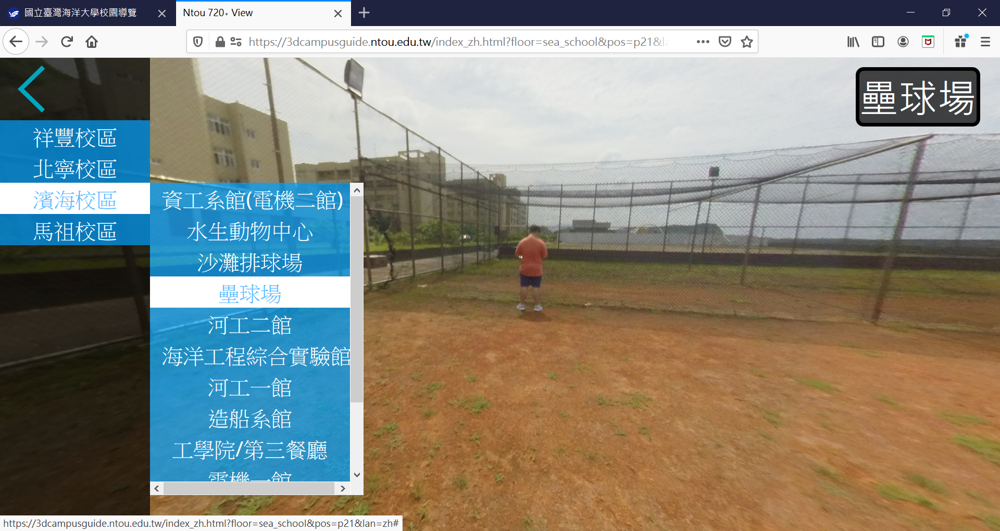 國立臺灣海洋大學校園導覽
Ntou 720。 View
https://3dcampusguide.ntou.edu.tw/index_zh.html?floor=sea_school&pos=p21&la
壘球場
祥豐校區
北寧校區
濱海校區
馬祖校區
資工系館(電機二館)
水生動物中心
沙灘排球場
壘球場
河工二館
海洋工程綜合實驗館
河工一館
造船系館
工學院/第三餐廳
電機一館
https://3dcampusguide.ntou.edu.tw/index_zh.html?floor=sea_school&pos=p21&lan=zh#